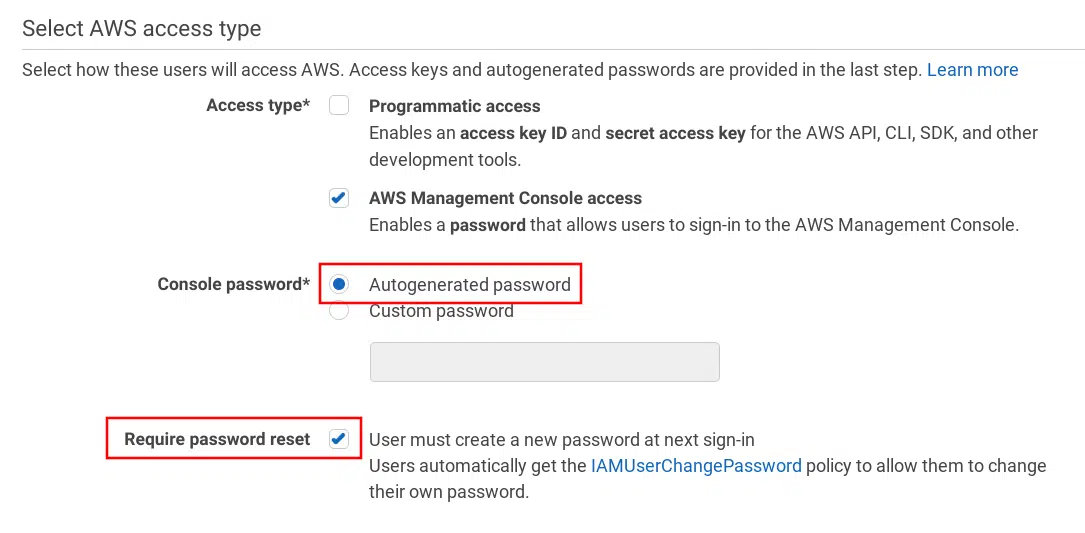 Select AWS access type
Select how these users will access AWS. Access keys and autogenerated passwords are provided in the last step. Learn more
Access type* Programmatic access
Enables an access key ID and secret access key for the AWS API, CLI, SDK, and other
development tools.
AWS Management Console access
Enables a password that allows users to sign-in to the AWS Management Console.
Console password* Autogenerated password
Custom password
Require password reset User must create a new password at next sign-in
Users automatically get the IAMUserChangePassword policy to allow them to change
their own password.